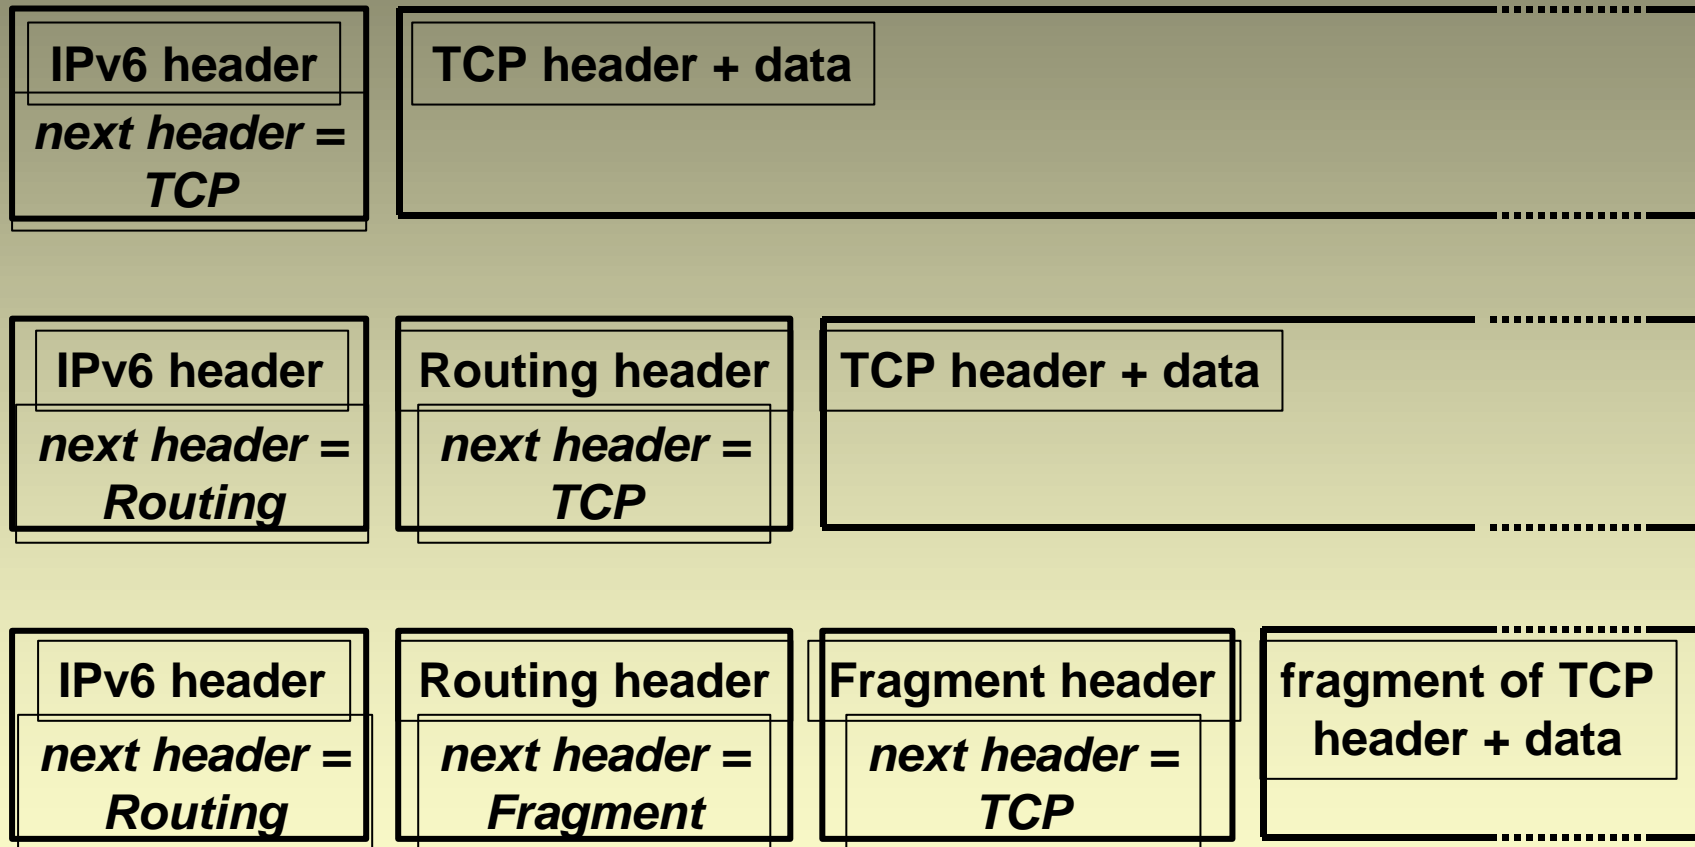 IPv6 header
next header =
TCP
TCP header + data
IPv6 header
next header =
Routing
Routing header
next header =
TCP
TCP header + data
IPv6 header
next header =
Routing
Routing header
next header =
Fragment
Fragment header
next header =
TCP
fragment of TCP
header + data